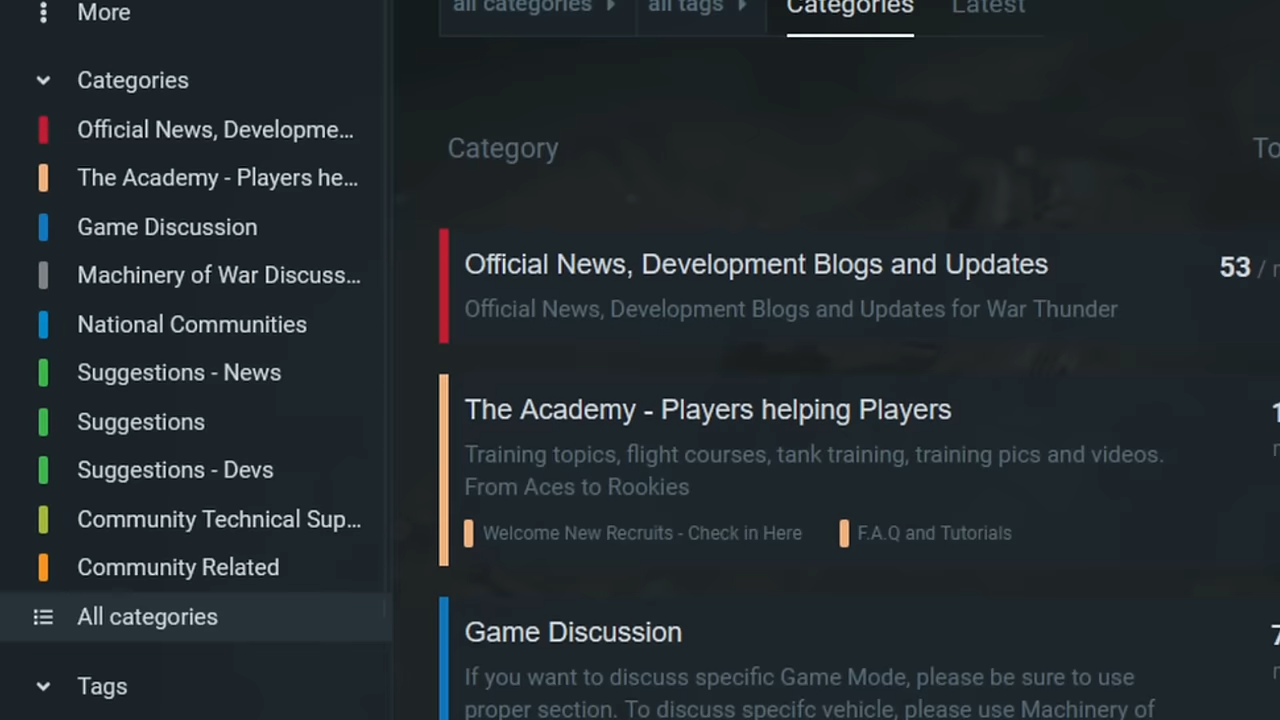 More
Categories
Official News, Developme...
The Academy - Players he...
Game Discussion
Machinery of War Discuss...
National Communities
Suggestions - News
Suggestions
Suggestions - Devs
Community Technical Sup...
Community Related
All categories
Tags
all categories
all tags
Categories
Latest
Category
To
Official News, Development Blogs and Updates
53 /
Official News, Development Blogs and Updates for War Thunder
The Academy - Players helping Players
Training topics, flight courses, tank training, training pics and videos.
From Aces to Rookies
Welcome New Recruits - Check in Here
F.A.Q and Tutorials
Game Discussion
If you want to discuss specific Game Mode, please be sure to use
proper section. To discuss specifc vehicle, please use Machinery of